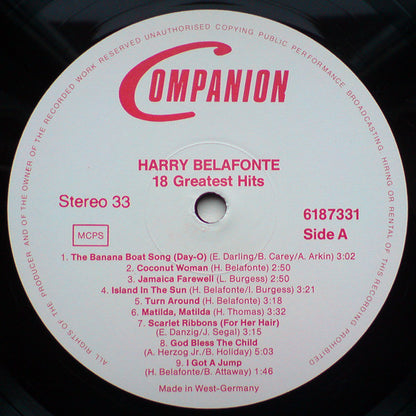 ALL RIGHTS OF THE PRODUCER AND OF THE OWNER OF THE RECORDED WORK RESERVED UNAUTHORISED COPYING PUBLIC PERFORMANCE BROADCASTING HIRING OR RENTAL OF THIS RECORDING PROHIBITED
COMPANION
HARRY BELAFONTE
18 Greatest Hits
Stereo 33
6187331
MCPS
Side A
1. The Banana Boat Song (Day-O) (E. Darling/B. Carey/A. Arkin) 3:02
2. Coconut Woman (H. Belafonte) 2:50
3. Jamaica Farewell (L. Burgess) 2:50
4. Island In The Sun (H. Belafonte/I. Burgess) 3:21
5. Turn Around (H. Belafonte) 3:18
6. Matilda, Matilda (H. Thomas) 3:32
7. Scarlet Ribbons (For Her Hair)
(E. Danzig/J. Segal) 3:15
8. God Bless The Child
(A. Herzog Jr./B. Holiday) 5:03
9. I Got A Jump
(H. Belafonte/B. Attaway) 1:46
Made in West-Germany